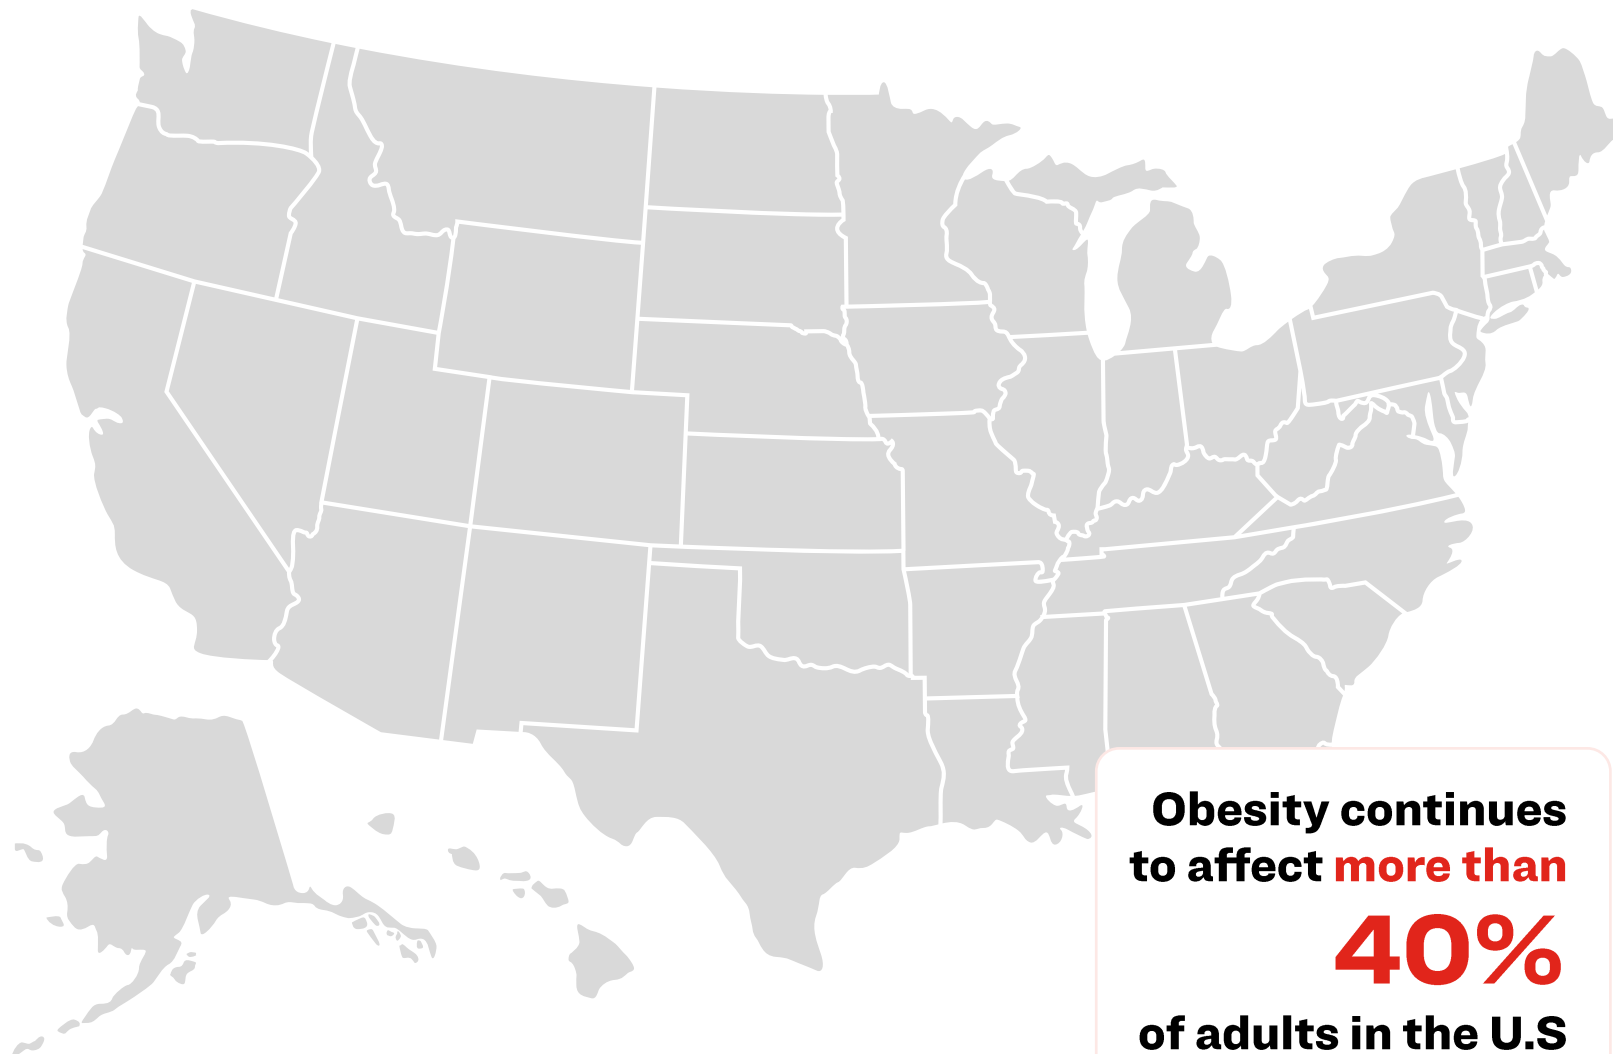 Obesity continues
to affect more than
40%
of adults in the U.S